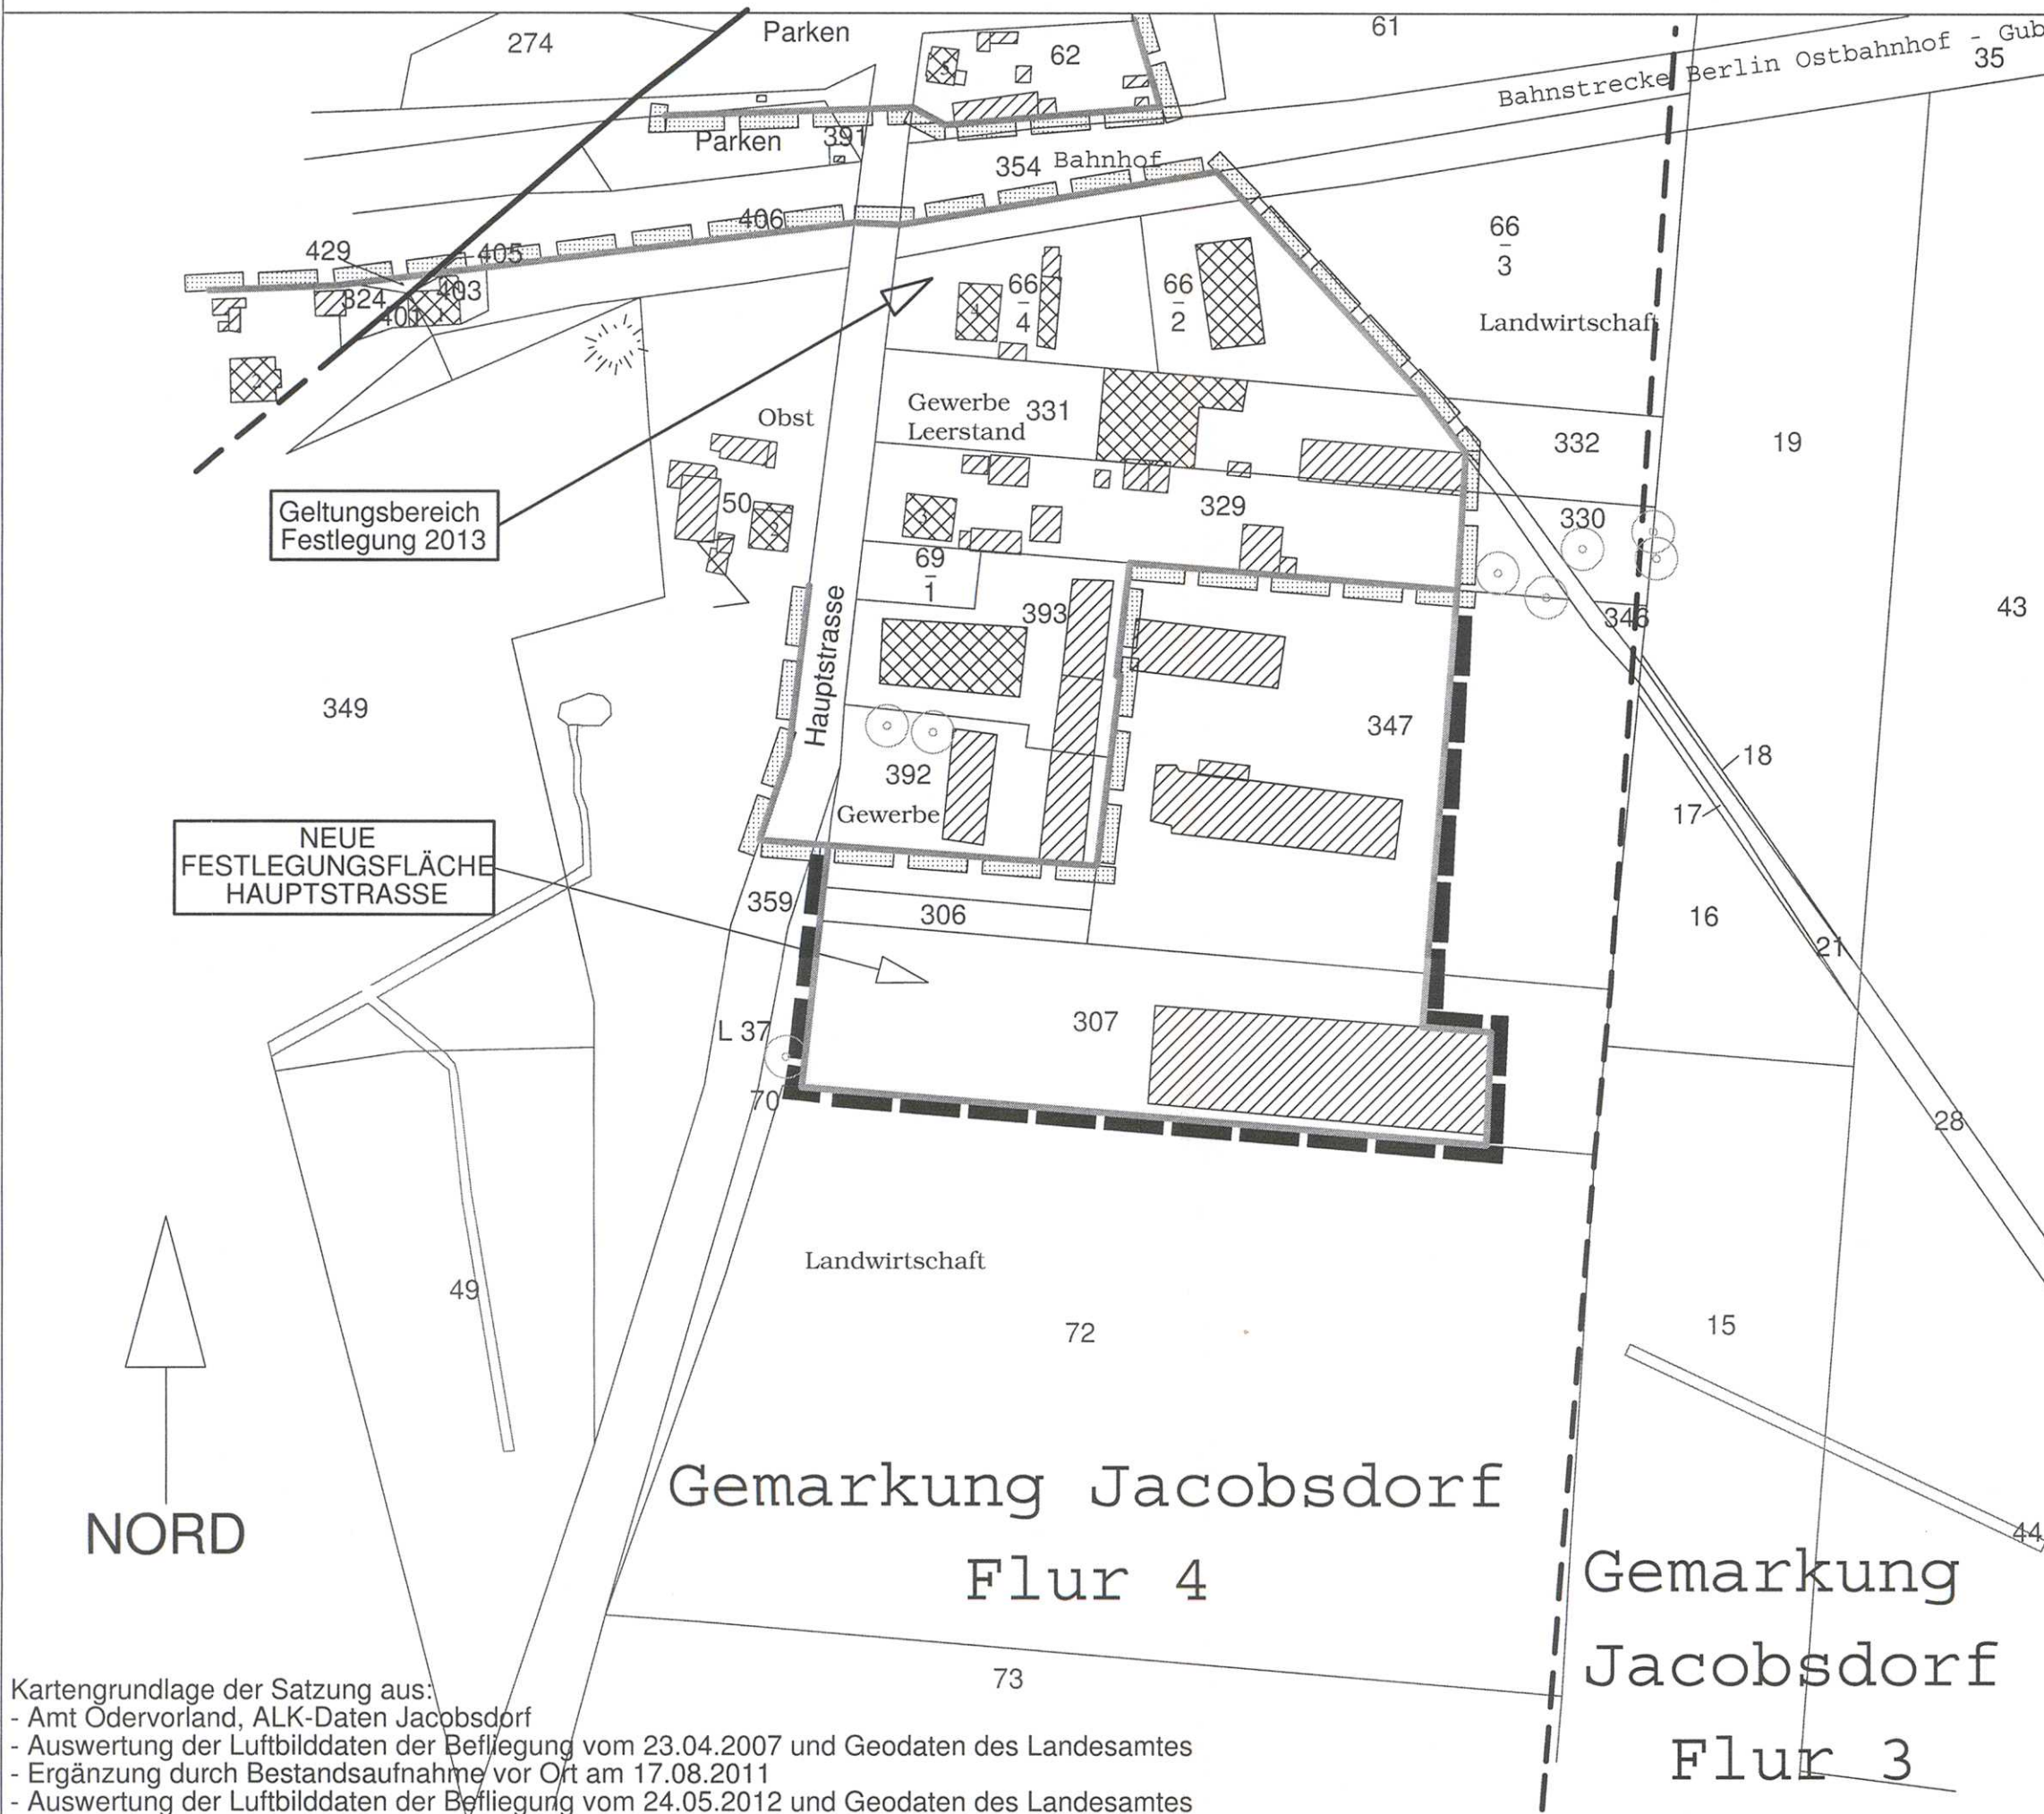 274
Parken
62
61
Bahnstrecke Berlin Ostbahnhof - Gub
35
Parken
391
354
Bahnhof
406
429
405
403
324
401
66
4
66
2
66
3
Landwirtschaft
Obst
Gewerbe
Leerstand
331
332
19
Geltungsbereich
Festlegung 2013
50
2
329
330
69
1
393
346
43
Hauptstrasse
349
347
392
Gewerbe
18
17
NEUE
FESTLEGUNGSFLÄCHE
HAUPTSTRASSE
359
306
16
21
L 37
307
70
28
Landwirtschaft
49
72
15
NORD
Gemarkung Jacobsdorf
Flur 4
44
Gemarkung
Jacobsdorf
Flur 3
73
Kartengrundlage der Satzung aus:
- Amt Odervorland, ALK-Daten Jacobsdorf
- Auswertung der Luftbilddaten der Befliegung vom 23.04.2007 und Geodaten des Landesamtes
- Ergänzung durch Bestandsaufnahme vor Ort am 17.08.2011
- Auswertung der Luftbilddaten der Befliegung vom 24.05.2012 und Geodaten des Landesamtes